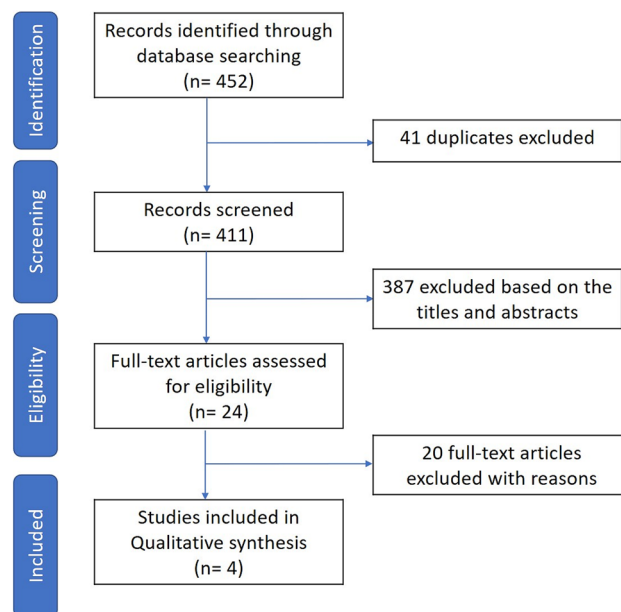 Identification
Records identified through
database searching
(n= 452)
41 duplicates excluded
Screening
Records screened
(n= 411)
387 excluded based on the
titles and abstracts
Eligibility
Full-text articles assessed
for eligibility
(n= 24)
20 full-text articles
excluded with reasons
Included
Studies included in
Qualitative synthesis
(n= 4)